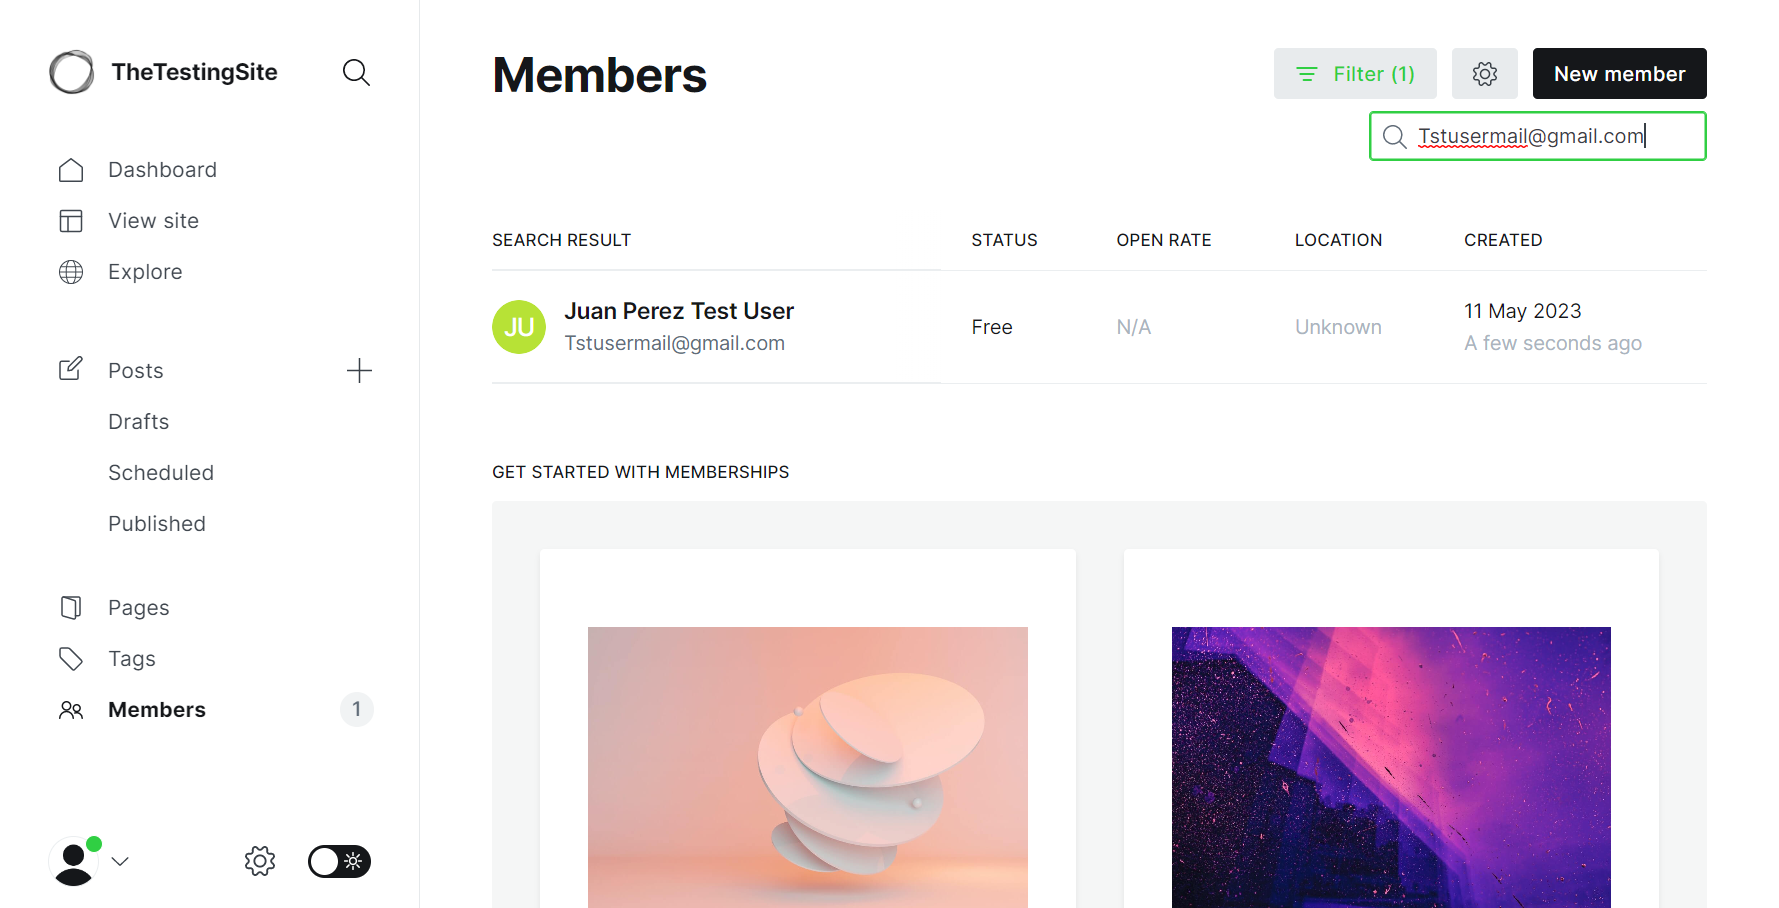 TheTestingSite
Dashboard
View site
Explore
Posts
Drafts
Scheduled
Published
Pages
Tags
Members
1
Members
Filter (1)
New member
Tstusermail@gmail.com
SEARCH RESULT
STATUS
OPEN RATE
LOCATION
CREATED
JU
Juan Perez Test User
Tstusermail@gmail.com
Free
N/A
Unknown
11 May 2023
A few seconds ago
GET STARTED WITH MEMBERSHIPS